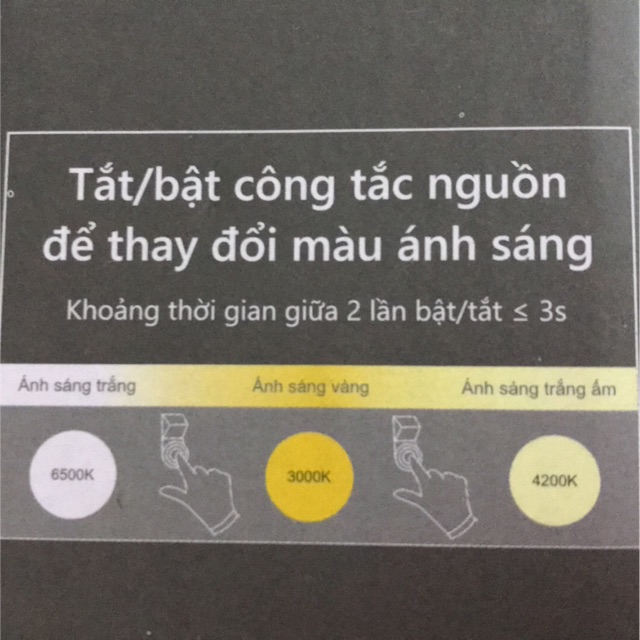 Tắt/bật công tắc nguồn
để thay đổi màu ánh sáng
Khoảng thời gian giữa 2 lần bật/tắt ≤ 3s
Ánh sáng trắng Ánh sáng vàng Ánh sáng trắng ấm
6500K 3000K 4200K